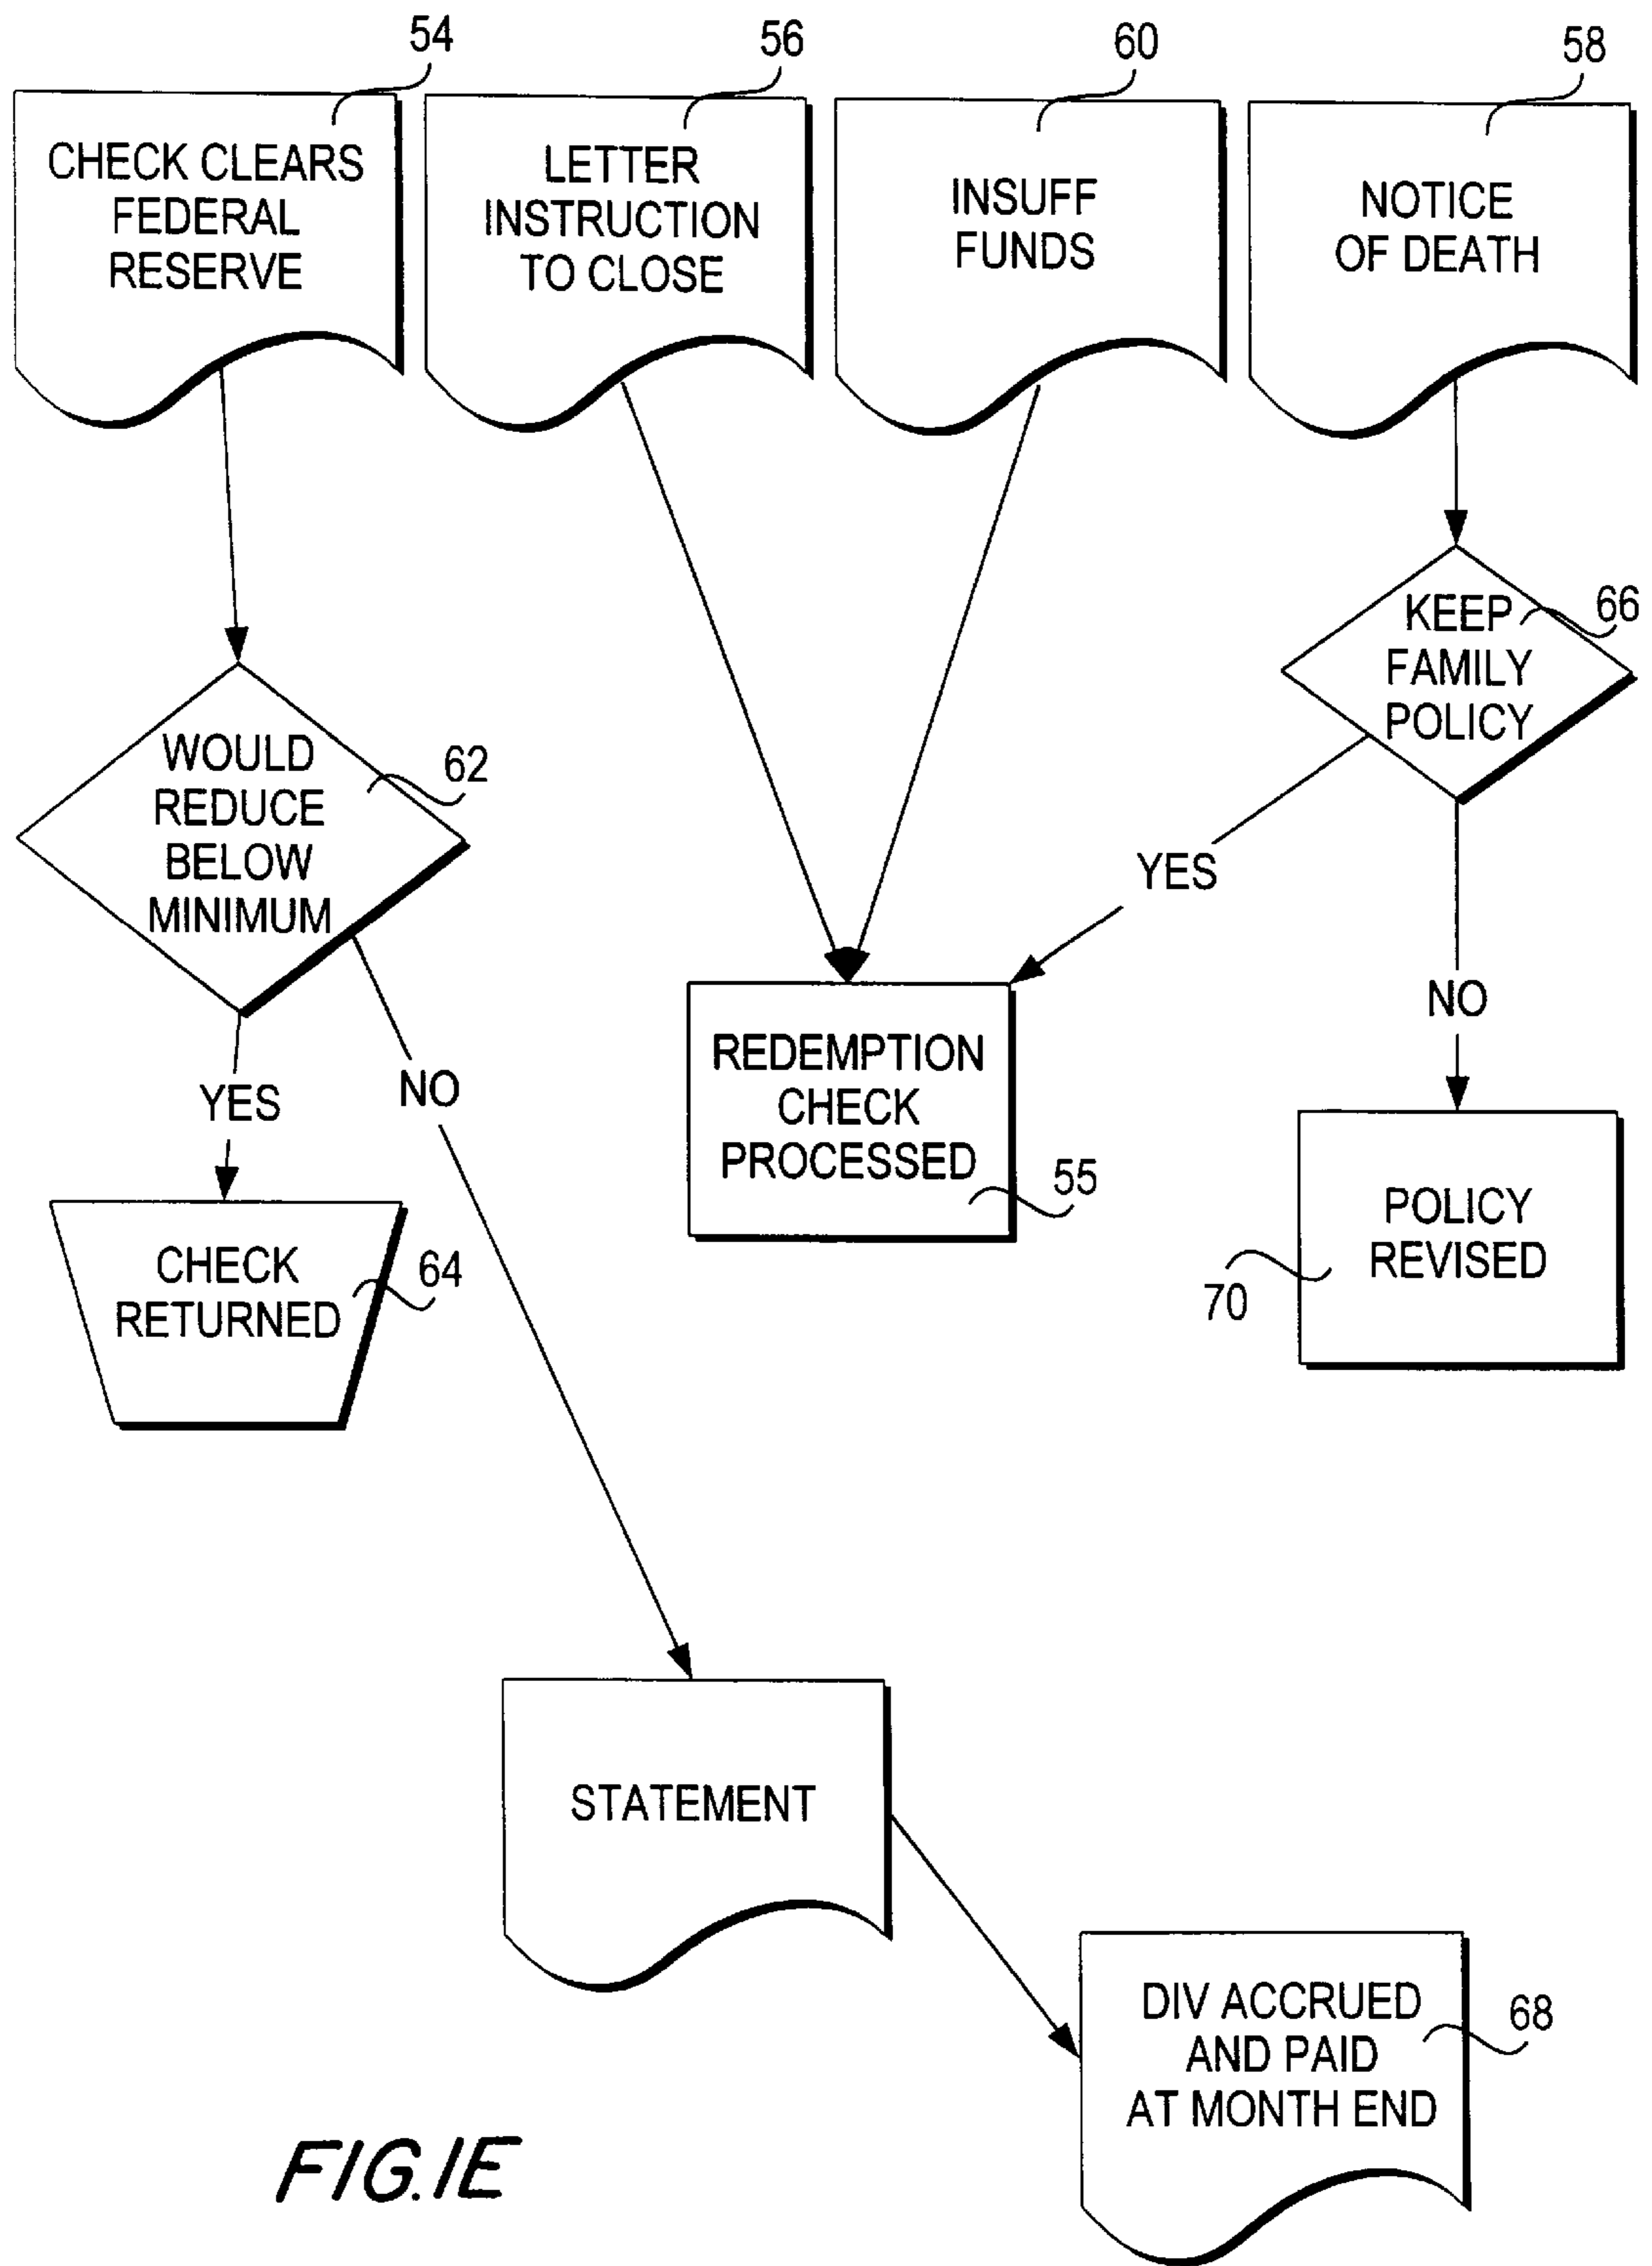 54
56
60
58
CHECK CLEARS
FEDERAL
RESERVE
LETTER
INSTRUCTION
TO CLOSE
INSUFF
FUNDS
NOTICE
OF DEATH
KEEP
FAMILY
POLICY
66
WOULD
REDUCE
BELOW
MINIMUM
62
YES
NO
YES
NO
REDEMPTION
CHECK
PROCESSED
55
CHECK
RETURNED
64
POLICY
REVISED
70
STATEMENT
DIV ACCRUED
AND PAID
AT MONTH END
68
FIG.1E